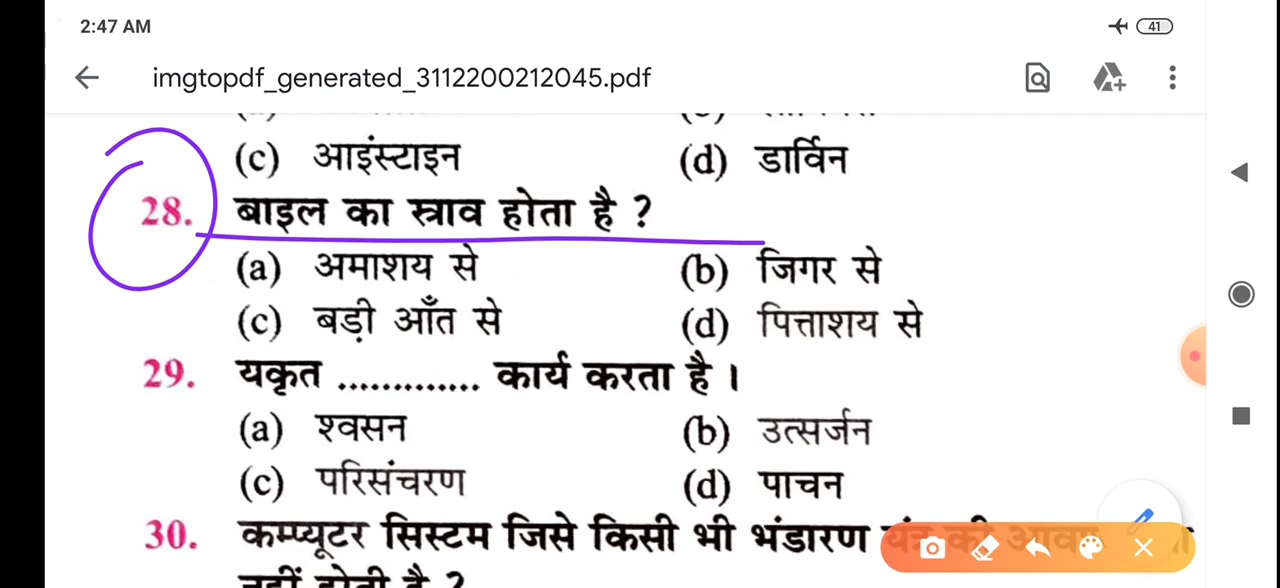 2:47 AM
41
imgtopdf_generated_3112200212045.pdf
(c) आइंस्टाइन (d) डार्विन
28. बाइल का स्त्राव होता है ?
(a) अमाशय से (b) जिगर से
(c) बड़ी आँत से (d) पित्ताशय से
29. यकृत ............. कार्य करता है ।
(a) श्वसन (b) उत्सर्जन
(c) परिसंचरण (d) पाचन
30. कम्प्यूटर सिस्टम जिसे किसी भी भंडारण यंत्र की
नहीं होती है ?